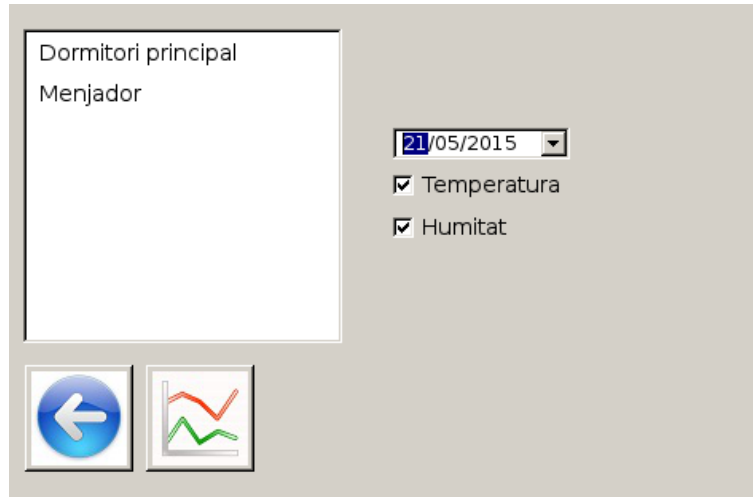 Dormitori principal
Menjador
21/05/2015
Temperatura
Humitat